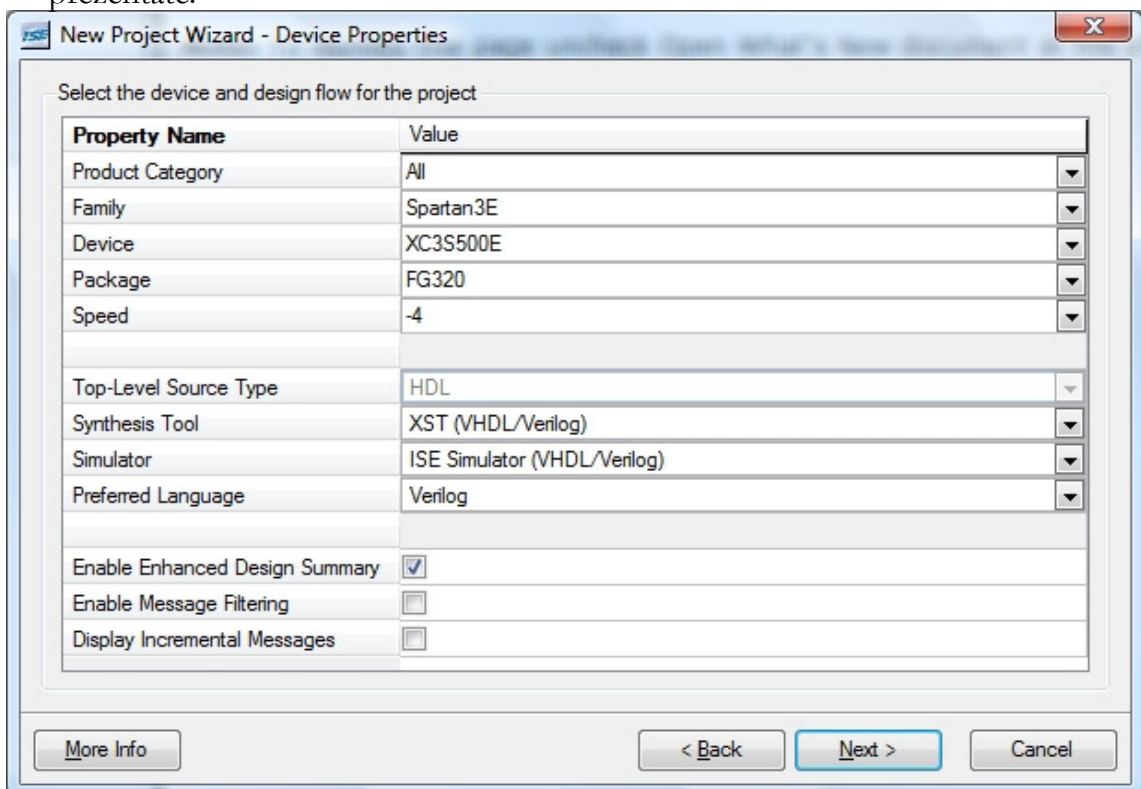 prezentate.
ISE New Project Wizard - Device Properties
Select the device and design flow for the project
Property Name Value
Product Category All
Family Spartan3E
Device XC3S500E
Package FG320
Speed -4
Top-Level Source Type HDL
Synthesis Tool XST (VHDL/Verilog)
Simulator ISE Simulator (VHDL/Verilog)
Preferred Language Verilog
Enable Enhanced Design Summary
Enable Message Filtering
Display Incremental Messages
More Info < Back Next > Cancel